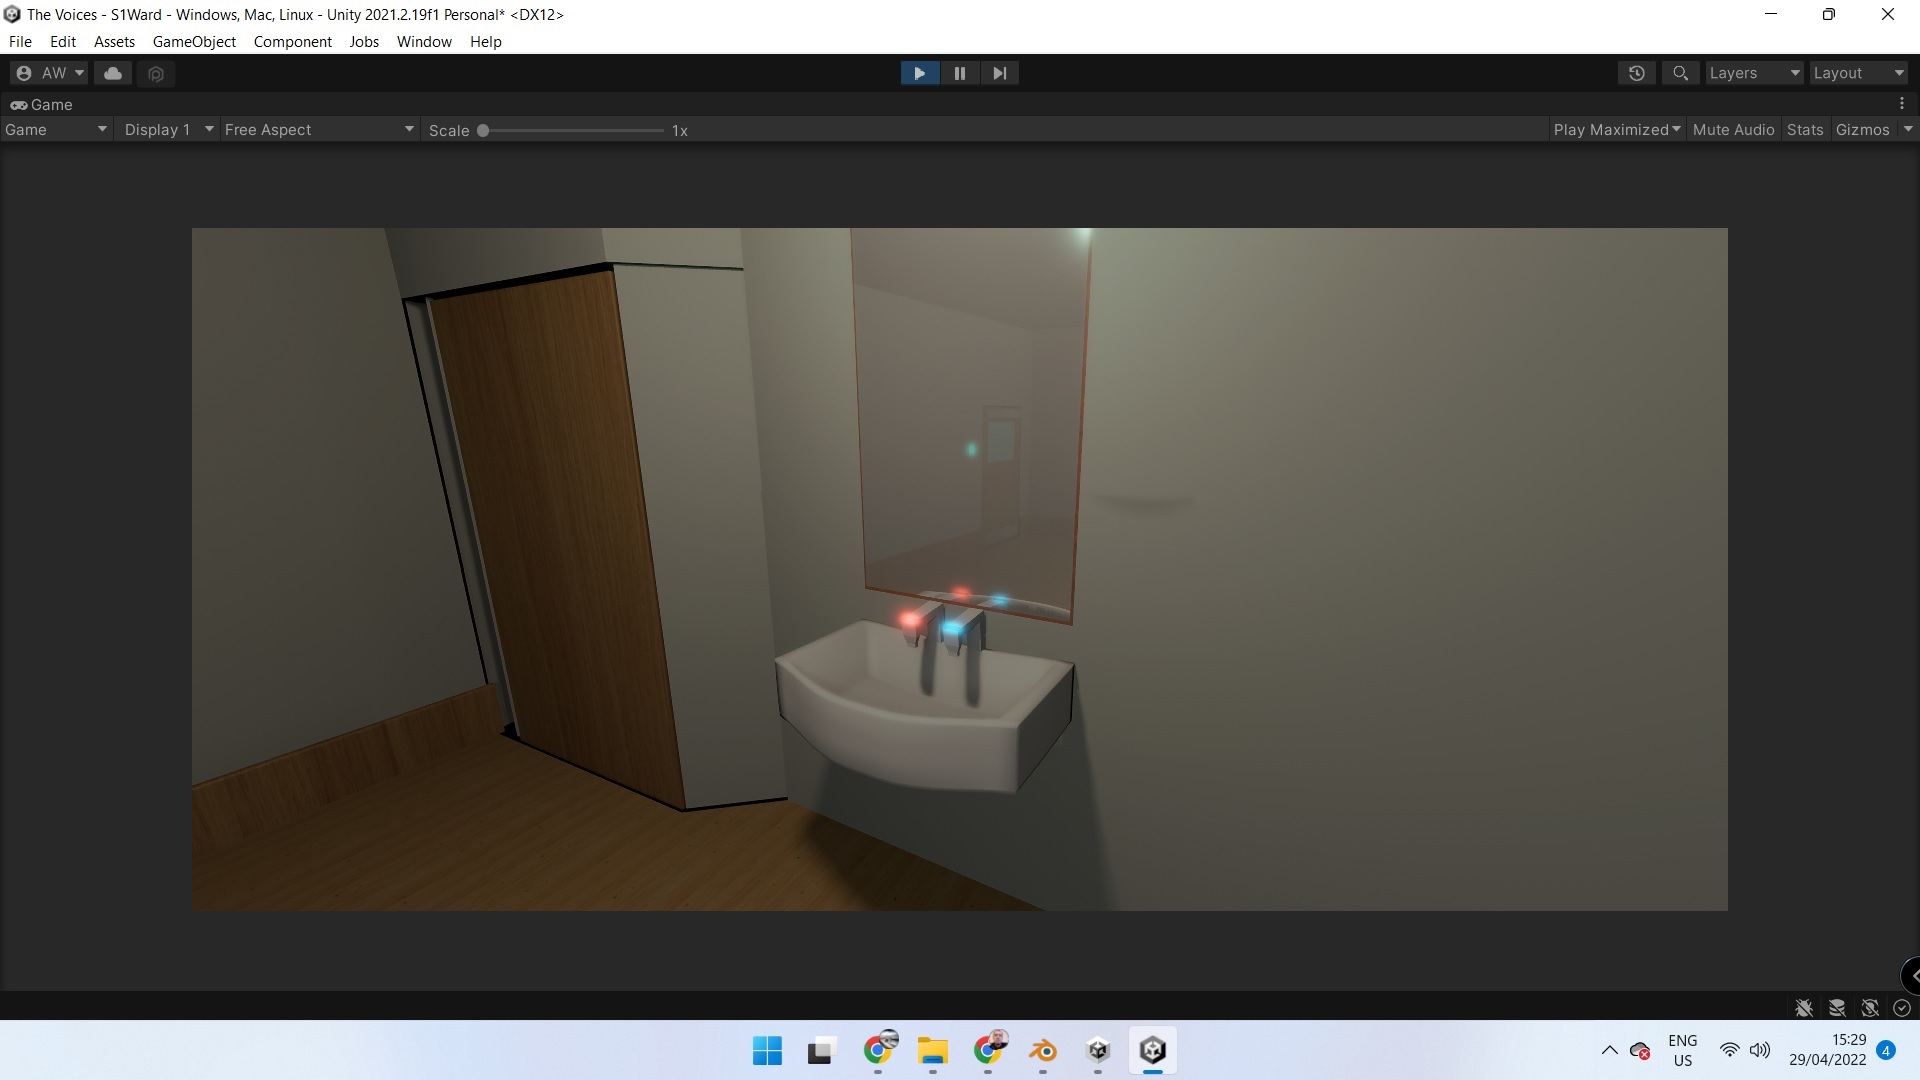 The Voices - S1Ward - Windows, Mac, Linux - Unity 2021.2.19f1 Personal* <DX12>
File Edit Assets GameObject Component Jobs Window Help
AW Layers Layout
Game
Game Display 1 Free Aspect Scale 1x Play Maximized Mute Audio Stats Gizmos
ENG 15:29
US 29/04/2022 4